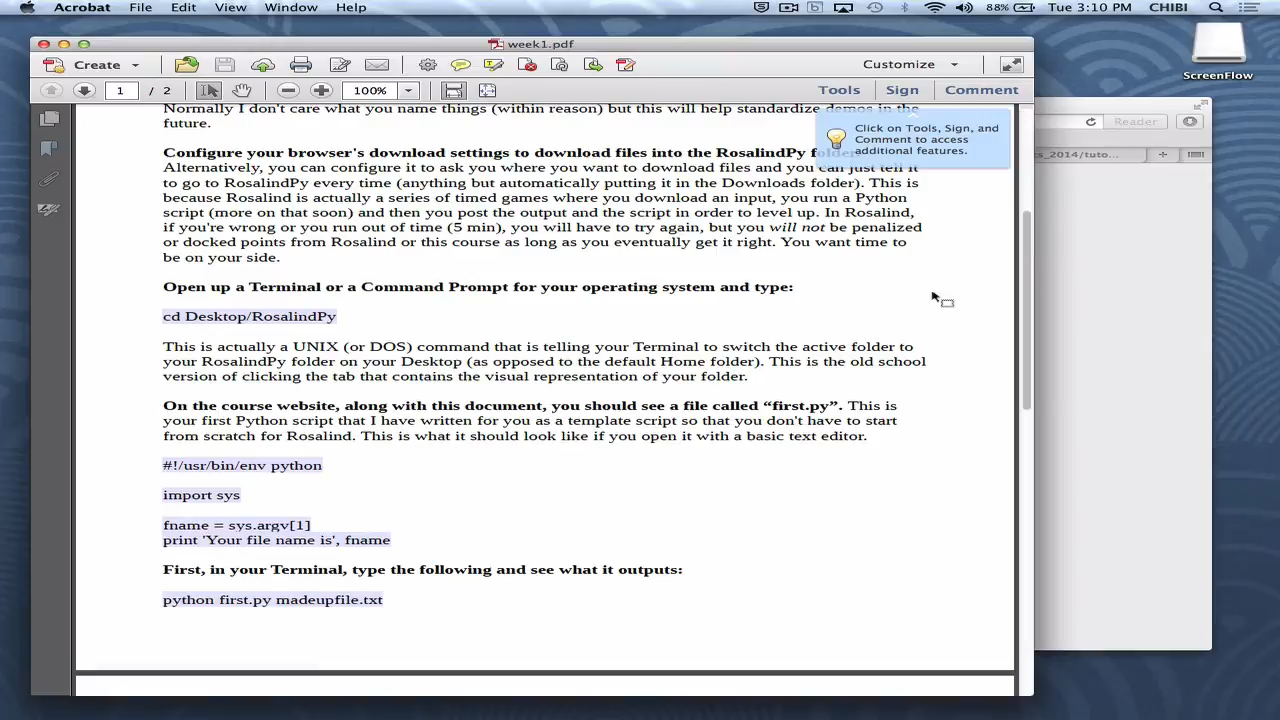 Acrobat File Edit View Window Help 88% Tue 3:10 PM CHIBI
week1.pdf
Create Customize
1 / 2 100% Tools Sign Comment
Normally I don't care what you name things (within reason) but this will help standardize demos in the
future.
Click on Tools, Sign, and
Comment to access
additional features.
Configure your browser's download settings to download files into the RosalindPy
Alternatively, you can configure it to ask you where you want to download files and you can just tell it
to go to RosalindPy every time (anything but automatically putting it in the Downloads folder). This is
because Rosalind is actually a series of timed games where you download an input, you run a Python
script (more on that soon) and then you post the output and the script in order to level up. In Rosalind,
if you're wrong or you run out of time (5 min), you will have to try again, but you will not be penalized
or docked points from Rosalind or this course as long as you eventually get it right. You want time to
be on your side.
Open up a Terminal or a Command Prompt for your operating system and type:
cd Desktop/RosalindPy
This is actually a UNIX (or DOS) command that is telling your Terminal to switch the active folder to
your RosalindPy folder on your Desktop (as opposed to the default Home folder). This is the old school
version of clicking the tab that contains the visual representation of your folder.
On the course website, along with this document, you should see a file called “first.py”. This is
your first Python script that I have written for you as a template script so that you don't have to start
from scratch for Rosalind. This is what it should look like if you open it with a basic text editor.
#!/usr/bin/env python
import sys
fname = sys.argv[1]
print 'Your file name is', fname
First, in your Terminal, type the following and see what it outputs:
python first.py madeupfile.txt
ScreenFlow
Reader
s_2014/tuto...